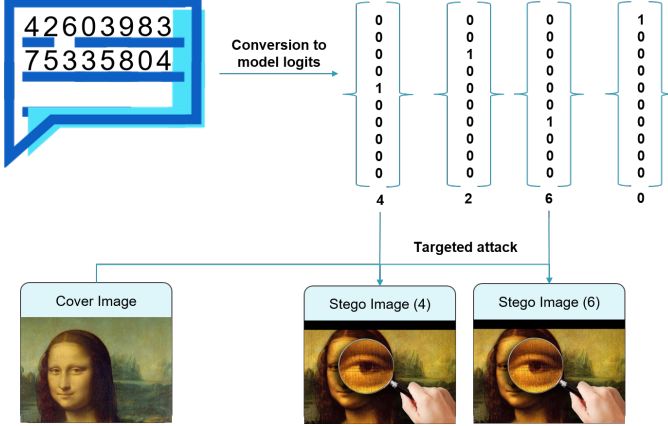 42603983
75335804
Conversion to
model logits
0 0 0 1
0 0 0 0
0 1 0 0
0 0 0 0
1 0 0 0
0 0 0 0
0 0 1 0
0 0 0 0
0 0 0 0
0 0 0 0
4 2 6 0
Targeted attack
Cover Image
Stego Image (4)
Stego Image (6)